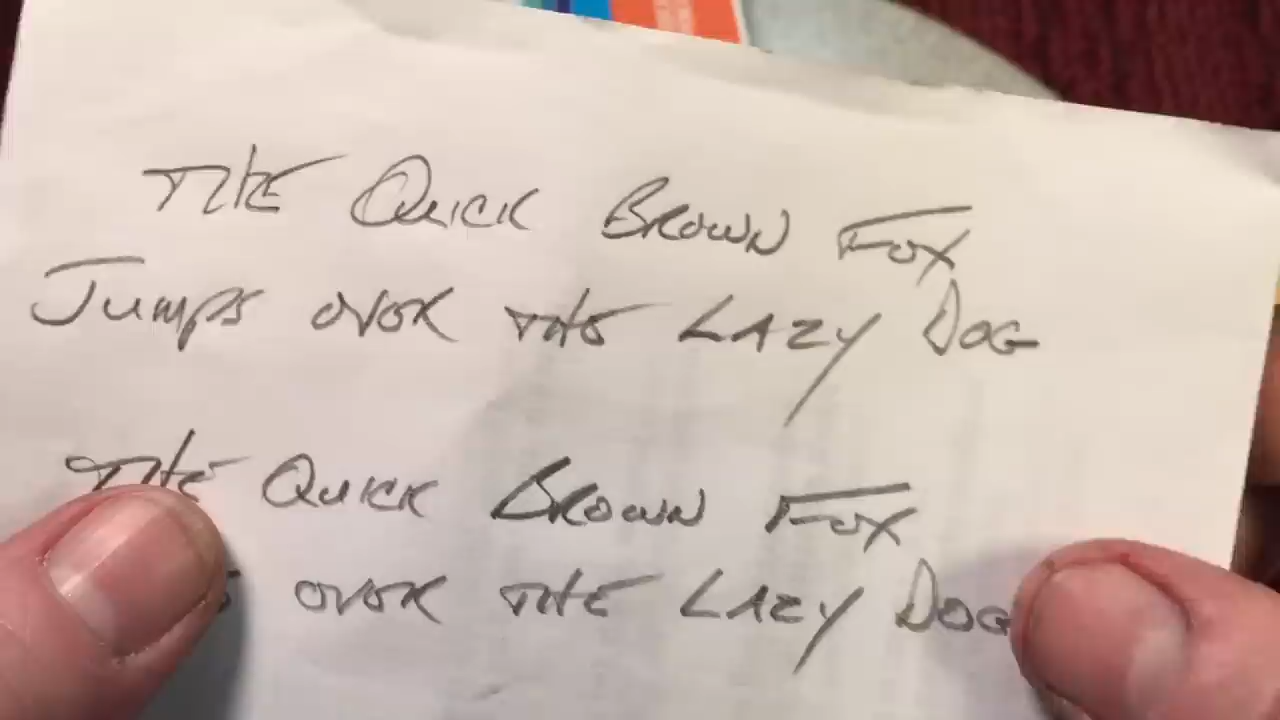 THE QUICK BROWN FOX
JUMPS OVER THE LAZY DOG
THE QUICK BROWN FOX
OVER THE LAZY DOG